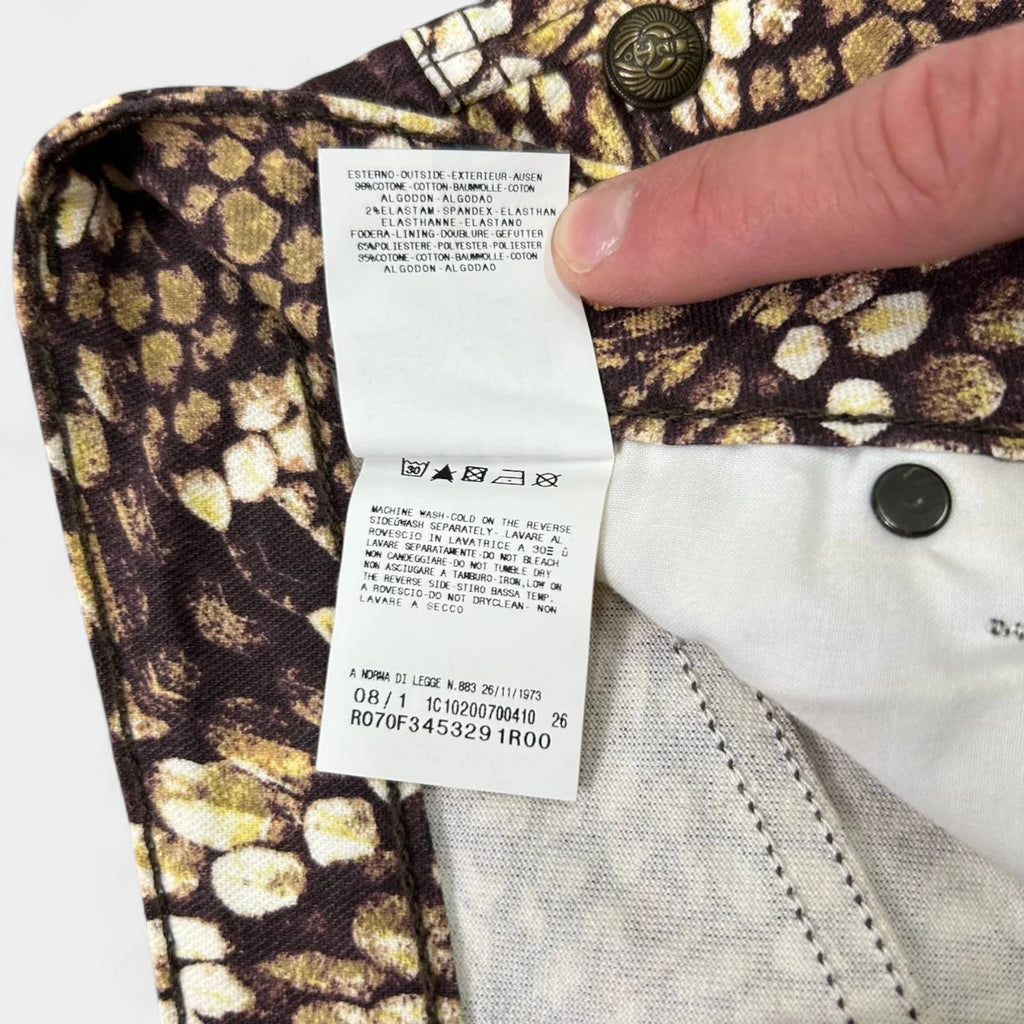 ESTERNO-OUTSIDE-EXTERIEUR-AUSEN
98%COTONE-COTTON-BAUMWOLLE-COTON
ALGODON-ALGODAO
2%ELASTAM-SPANDEX-ELASTHAN
ELASTHANNE-ELASTANO
FODERA-LINING-DOUBLURE-GEFUTTER
65%POLIESTERE-POLYESTER-POLIESTER
35%COTONE-COTTON-BAUMWOLLE-COTON
ALGODON-ALGODAO
30
MACHINE WASH-COLD ON THE REVERSE
SIDEÛWASH SEPARATELY- LAVARE AL
ROVESCIO IN LAVATRICE A 30Ξ Û
LAVARE SEPARATAMENTE-DO NOT BLEACH
NON CANDEGGIARE-DO NOT TUMBLE DRY
NON ASCIUGARE A TAMBURO-IRON,LOW ON
THE REVERSE SIDE-STIRO BASSA TEMP.
A ROVESCIO-DO NOT DRYCLEAN- NON
LAVARE A SECCO
A NORMA DI LEGGE N.883 26/11/1973
08/1 1C10200700410 26
R070F3453291R00